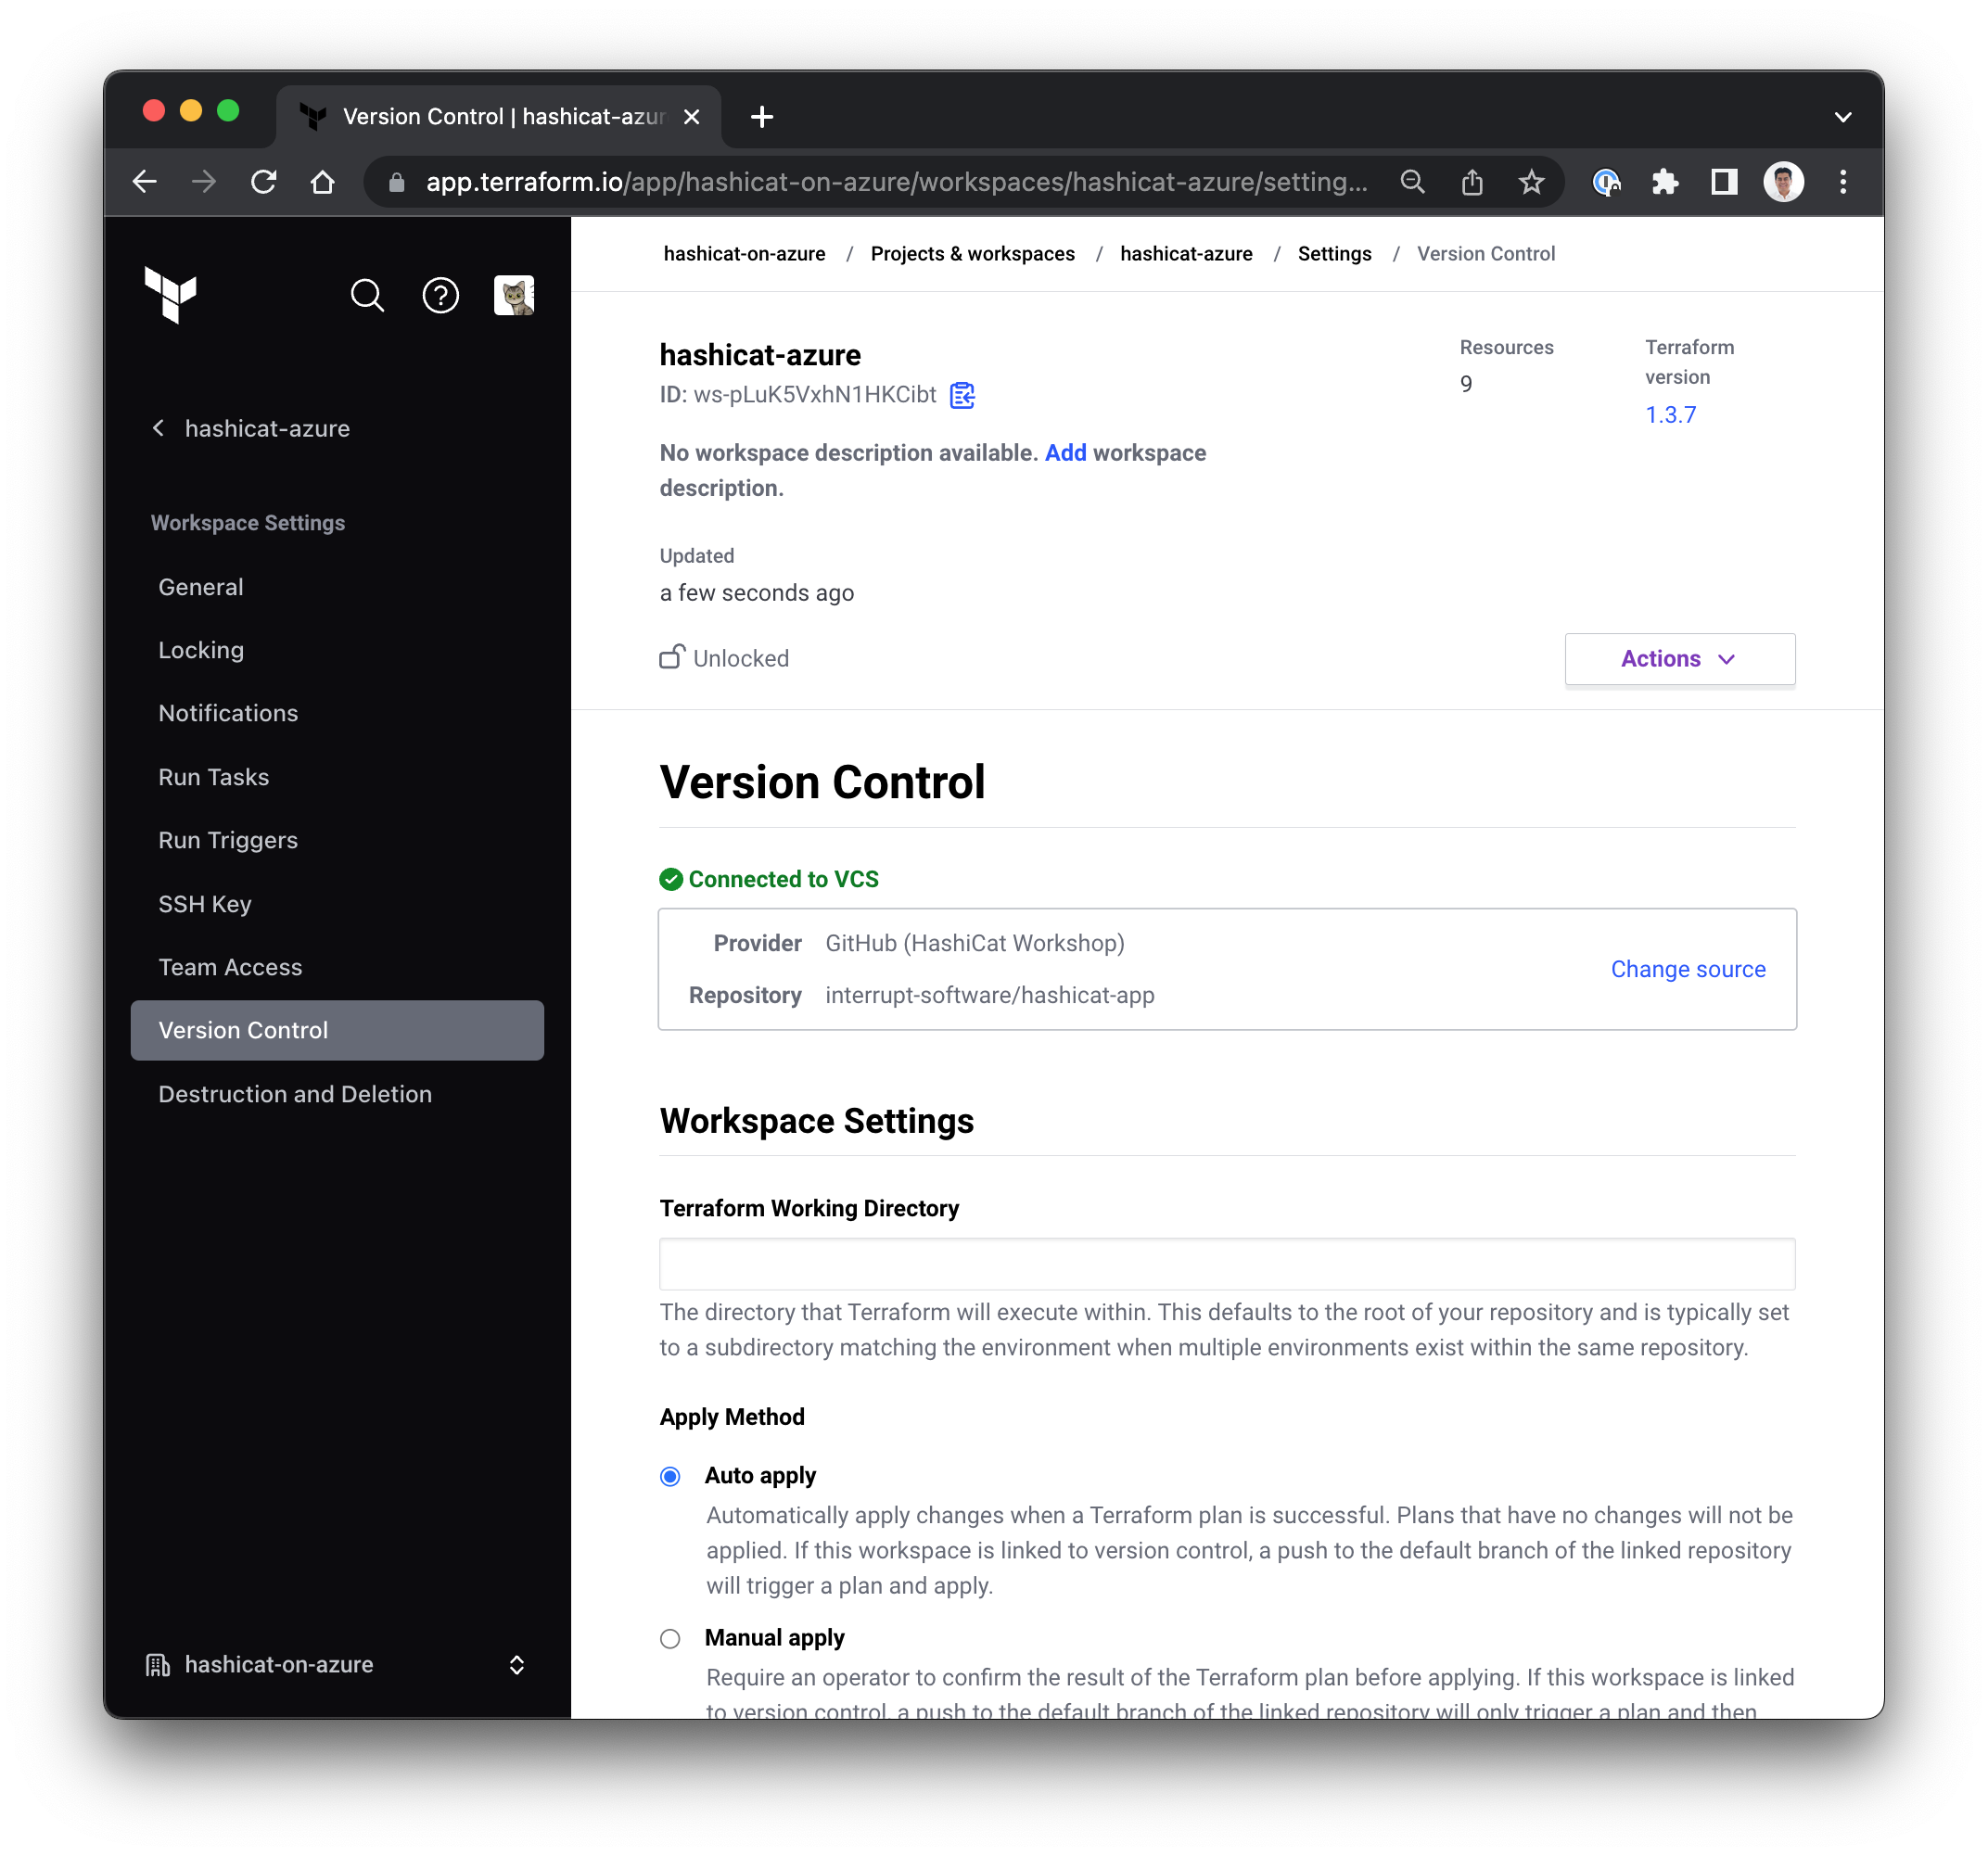 Version Control | hashicat-azur
app.terraform.io/app/hashicat-on-azure/workspaces/hashicat-azure/setting...
hashicat-azure
Workspace Settings
General
Locking
Notifications
Run Tasks
Run Triggers
SSH Key
Team Access
Version Control
Destruction and Deletion
hashicat-on-azure
hashicat-on-azure / Projects & workspaces / hashicat-azure / Settings / Version Control
hashicat-azure
ID: ws-pLuK5VxhN1HKCibt
No workspace description available. Add workspace
description.
Resources
9
Terraform
version
1.3.7
Updated
a few seconds ago
Unlocked
Actions
Version Control
Connected to VCS
Provider GitHub (HashiCat Workshop)
Repository interrupt-software/hashicat-app
Change source
Workspace Settings
Terraform Working Directory
The directory that Terraform will execute within. This defaults to the root of your repository and is typically set
to a subdirectory matching the environment when multiple environments exist within the same repository.
Apply Method
Auto apply
Automatically apply changes when a Terraform plan is successful. Plans that have no changes will not be
applied. If this workspace is linked to version control, a push to the default branch of the linked repository
will trigger a plan and apply.
Manual apply
Require an operator to confirm the result of the Terraform plan before applying. If this workspace is linked
to version control, a push to the default branch of the linked repository will only trigger a plan and then